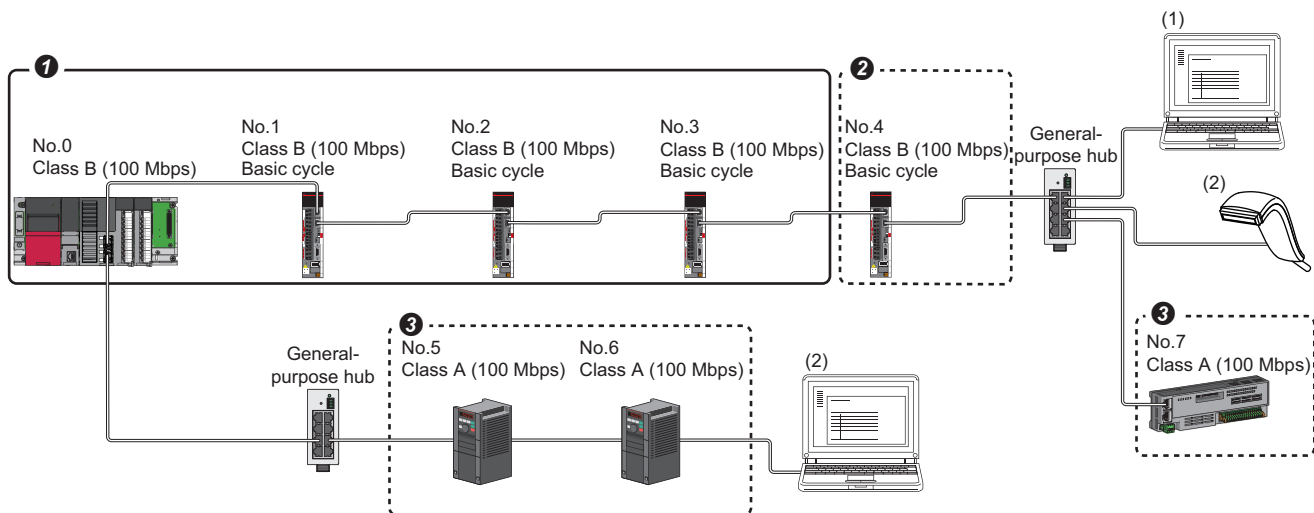 1
No.0
Class B (100 Mbps)
No.1
Class B (100 Mbps)
Basic cycle
No.2
Class B (100 Mbps)
Basic cycle
No.3
Class B (100 Mbps)
Basic cycle
2
No.4
Class B (100 Mbps)
Basic cycle
General-
purpose hub
(1)
(2)
3
No.7
Class A (100 Mbps)
General-
purpose hub
3
No.5
Class A (100 Mbps)
No.6
Class A (100 Mbps)
(2)